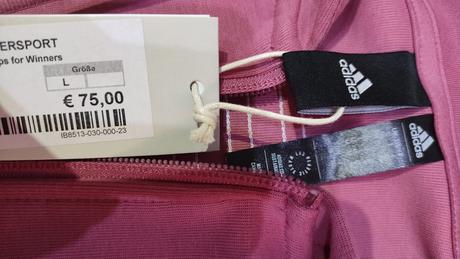 ERSPORT
ps for Winners
Größe
L
€ 75,00
IB8513-030-000-23
adidas
adidas